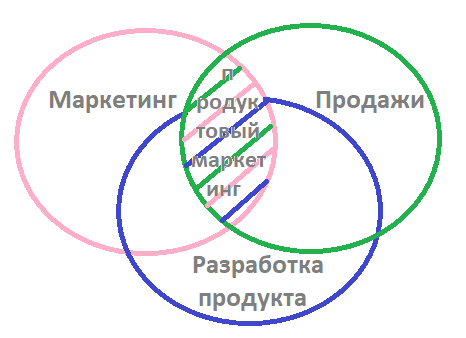 Маркетинг
П
родук
товый
маркет
инг
Продажи
Разработка
продукта